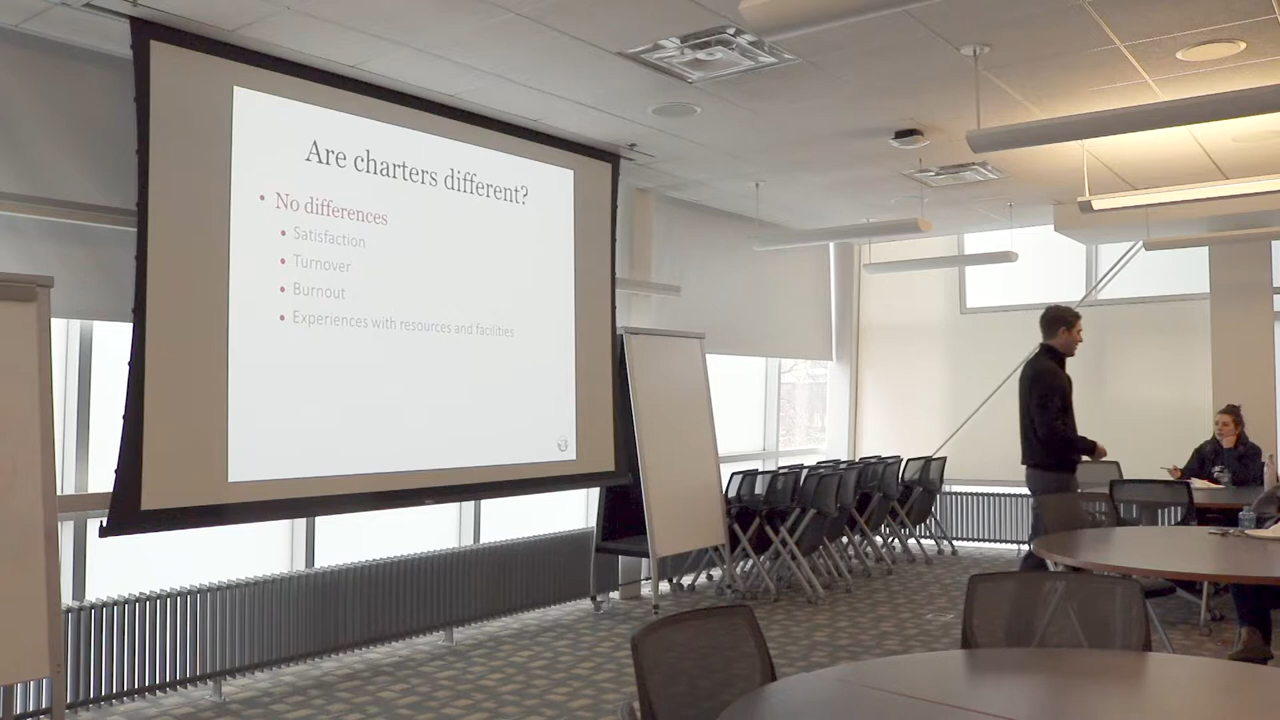 Are charters different?
• No differences
• Satisfaction
• Turnover
• Burnout
• Experiences with resources and facilities